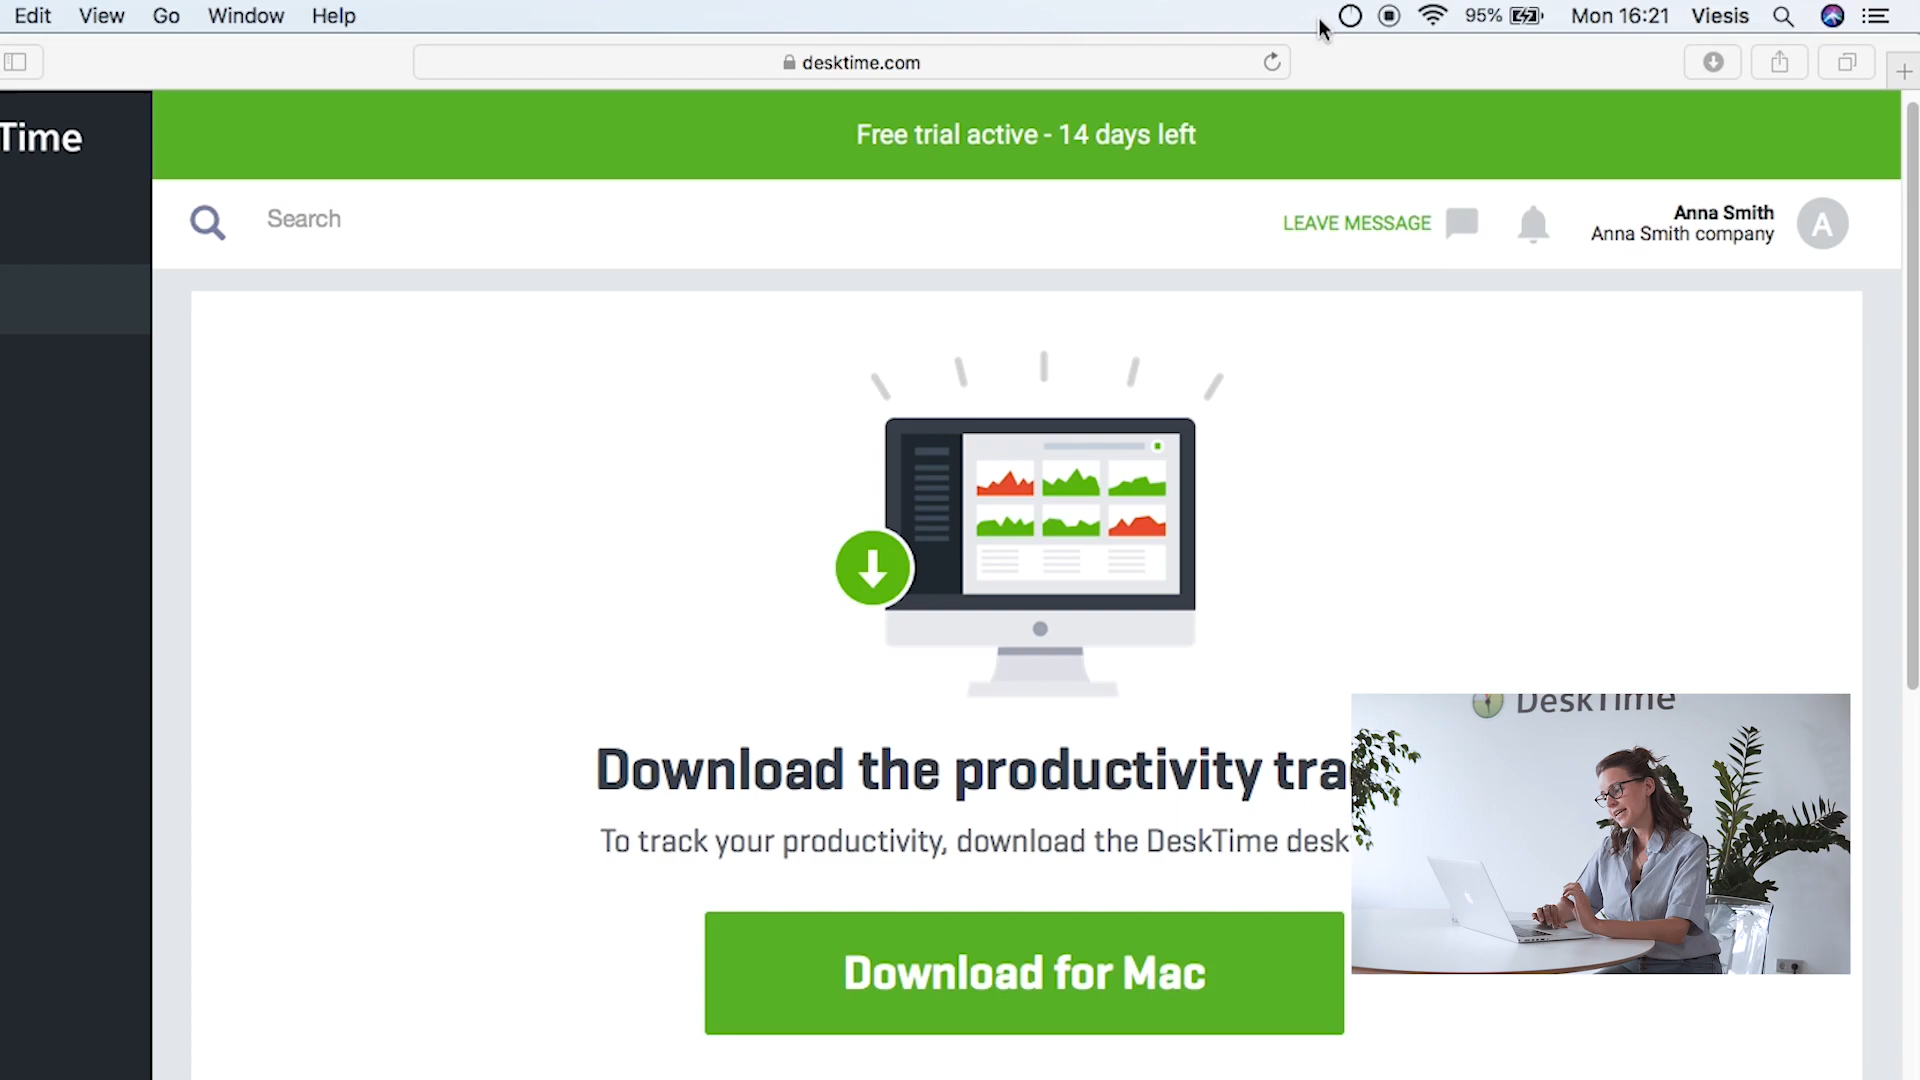 Edit View Go Window Help 95% Mon 16:21 Viesis
desktime.com
Time
Free trial active - 14 days left
Search
LEAVE MESSAGE
Anna Smith
Anna Smith company
A
DeskTime
Download the productivity tra
To track your productivity, download the DeskTime desk
Download for Mac